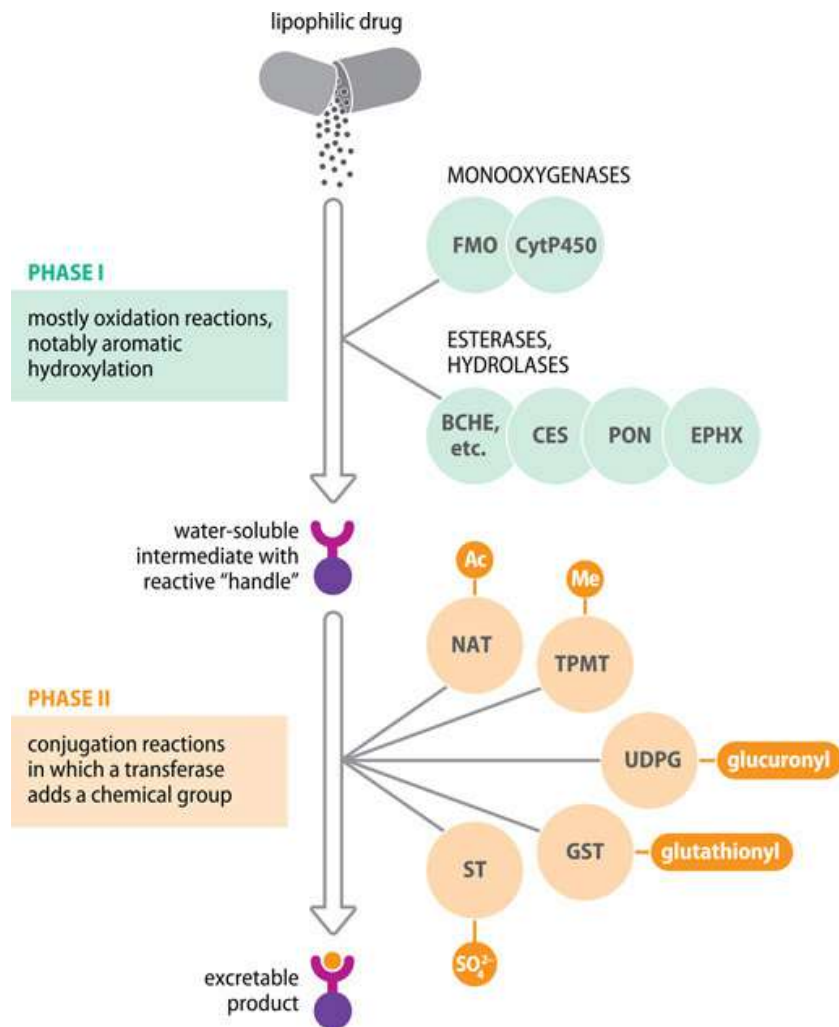 lipophilic drug
MONOOXYGENASES
FMO
CytP450
PHASE I
mostly oxidation reactions,
notably aromatic
hydroxylation
ESTERASES,
HYDROLASES
BCHE,
etc.
CES
PON
EPHX
water-soluble
intermediate with
reactive “handle”
Ac
Me
NAT
TPMT
PHASE II
conjugation reactions
in which a transferase
adds a chemical group
UDPG
glucuronyl
GST
glutathionyl
ST
SO₄²⁻
excretable
product